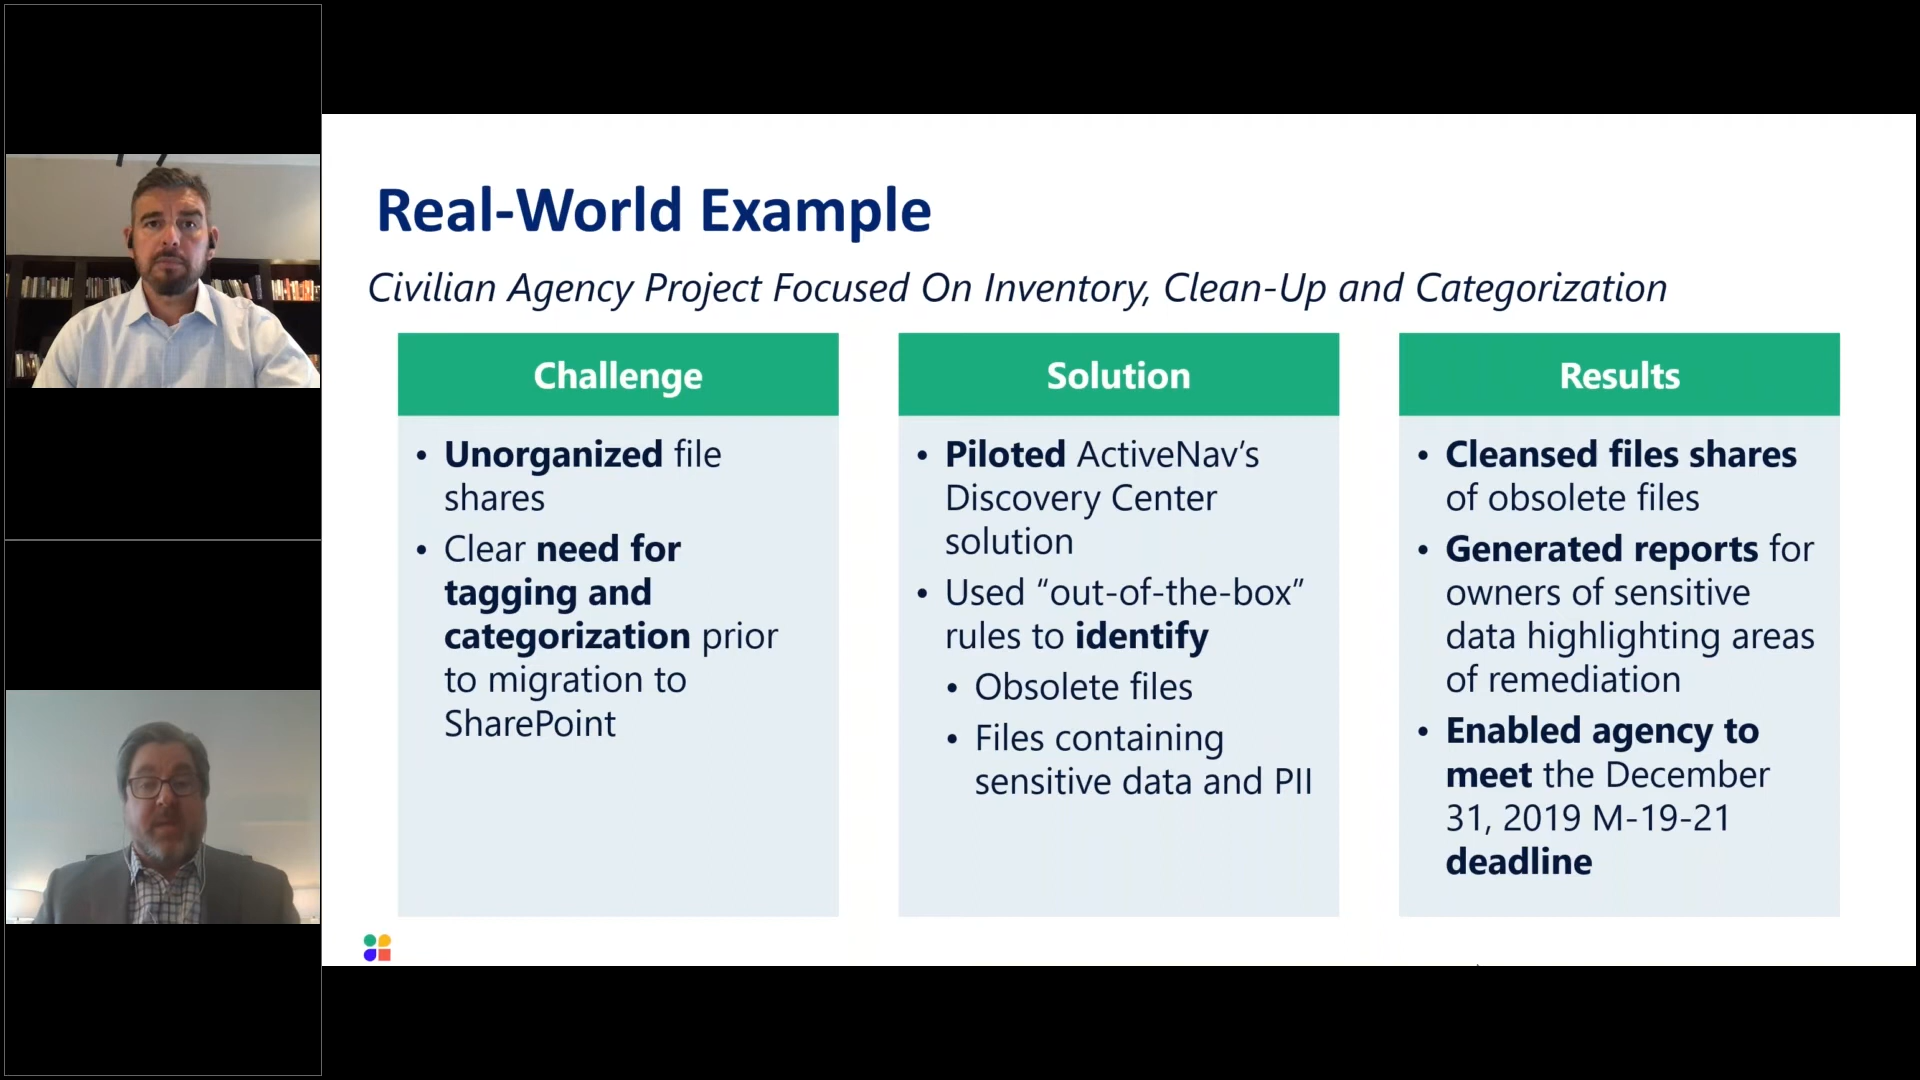 Real-World Example
Civilian Agency Project Focused On Inventory, Clean-Up and Categorization
Challenge
• Unorganized file
shares
• Clear need for
tagging and
categorization prior
to migration to
SharePoint
Solution
• Piloted ActiveNav’s
Discovery Center
solution
• Used “out-of-the-box”
rules to identify
• Obsolete files
• Files containing
sensitive data and PII
Results
• Cleansed files shares
of obsolete files
• Generated reports for
owners of sensitive
data highlighting areas
of remediation
• Enabled agency to
meet the December
31, 2019 M-19-21
deadline